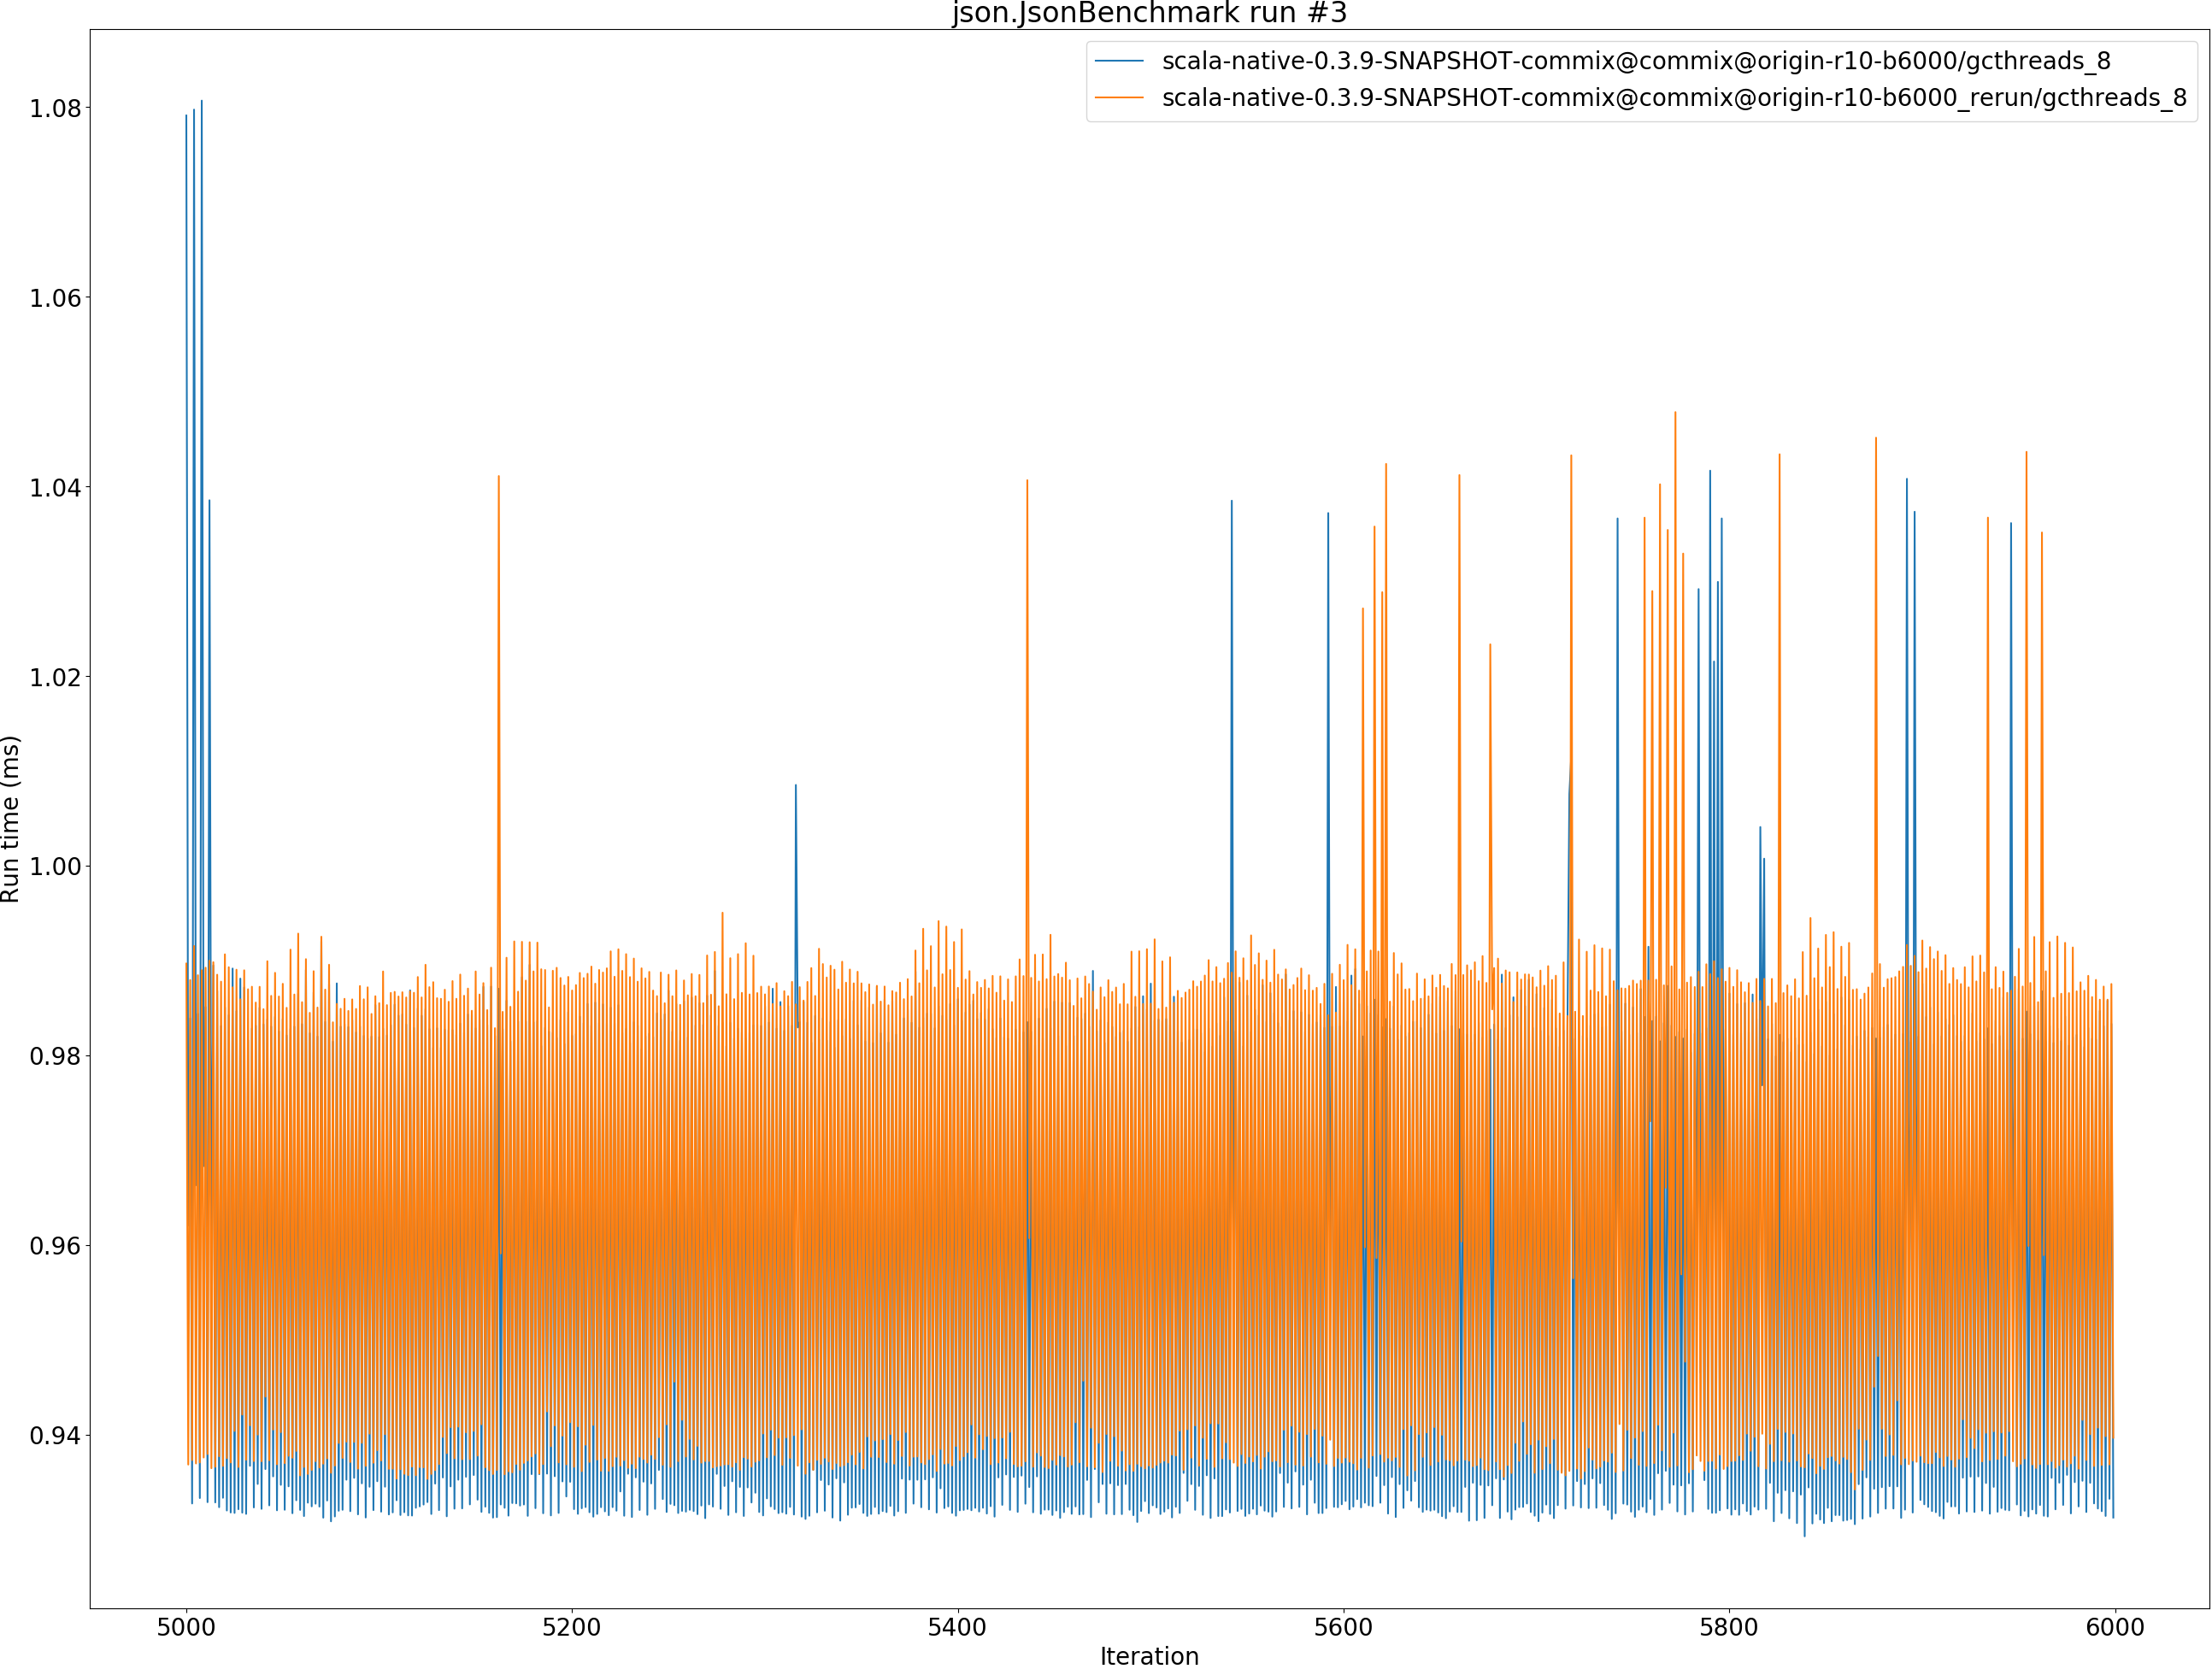 json.JsonBenchmark run #3
scala-native-0.3.9-SNAPSHOT-commix@commix@origin-r10-b6000/gcthreads_8
scala-native-0.3.9-SNAPSHOT-commix@commix@origin-r10-b6000_rerun/gcthreads_8
1.08
1.06
1.04
1.02
1.00
0.98
0.96
0.94
Run time (ms)
5000
5200
5400
5600
5800
6000
Iteration